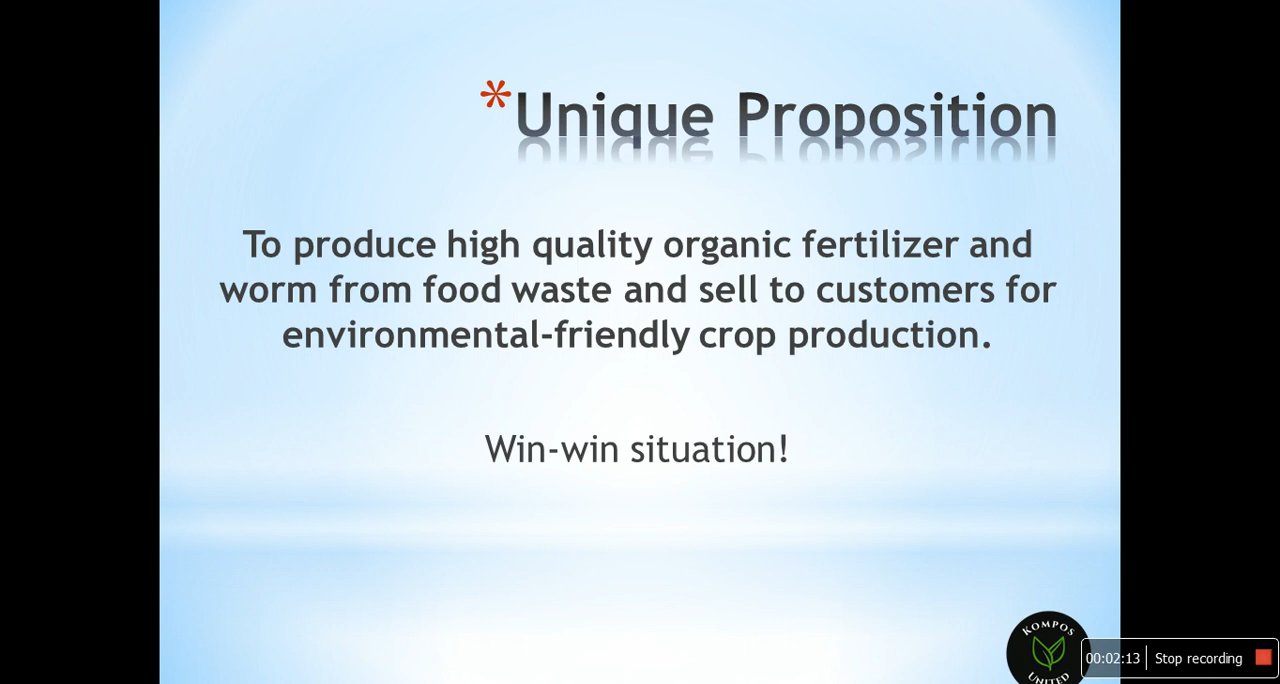 *Unique Proposition
To produce high quality organic fertilizer and
worm from food waste and sell to customers for
environmental-friendly crop production.
Win-win situation!
KOMPOS
UNITED
00:02:13 Stop recording